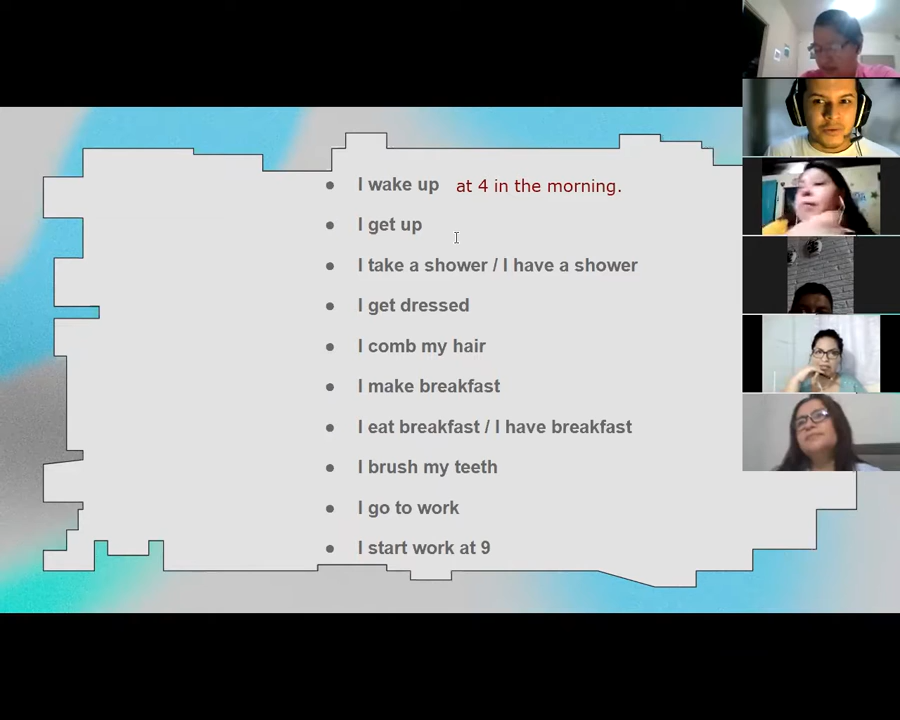 I wake up at 4 in the morning.
I get up
I take a shower / I have a shower
I get dressed
I comb my hair
I make breakfast
I eat breakfast / I have breakfast
I brush my teeth
I go to work
I start work at 9